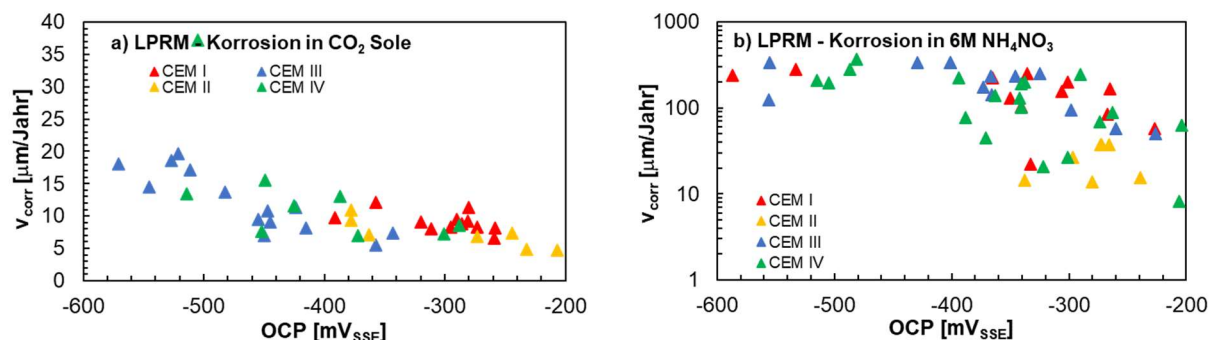 a) LPRM - Korrosion in CO2 Sole
CEM I
CEM III
CEM II
CEM IV
vcorr [µm/Jahr]
40
35
30
25
20
15
10
5
0
-600
-500
-400
-300
-200
OCP [mVSSE]
b) LPRM - Korrosion in 6M NH4NO3
vcorr [µm/Jahr]
1000
100
10
1
CEM I
CEM II
CEM III
CEM IV
-600
-500
-400
-300
-200
OCP [mVSSE]